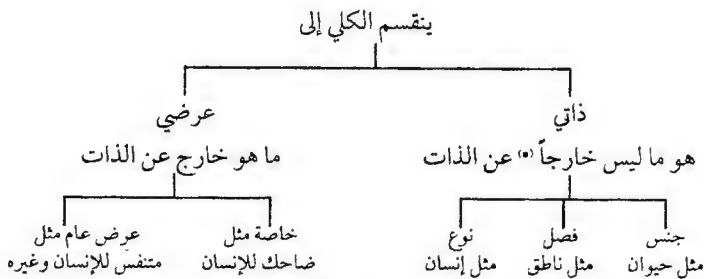 ينقسم الكلي إلى
ذاتي
عرضي
هو ما ليس خارجاً (*) عن الذات
ما هو خارج عن الذات
جنس
مثل حيوان
فصل
مثل ناطق
نوع
مثل إنسان
خاصة مثل
ضاحك للإنسان
عرض عام مثل
متنفس للإنسان وغيره